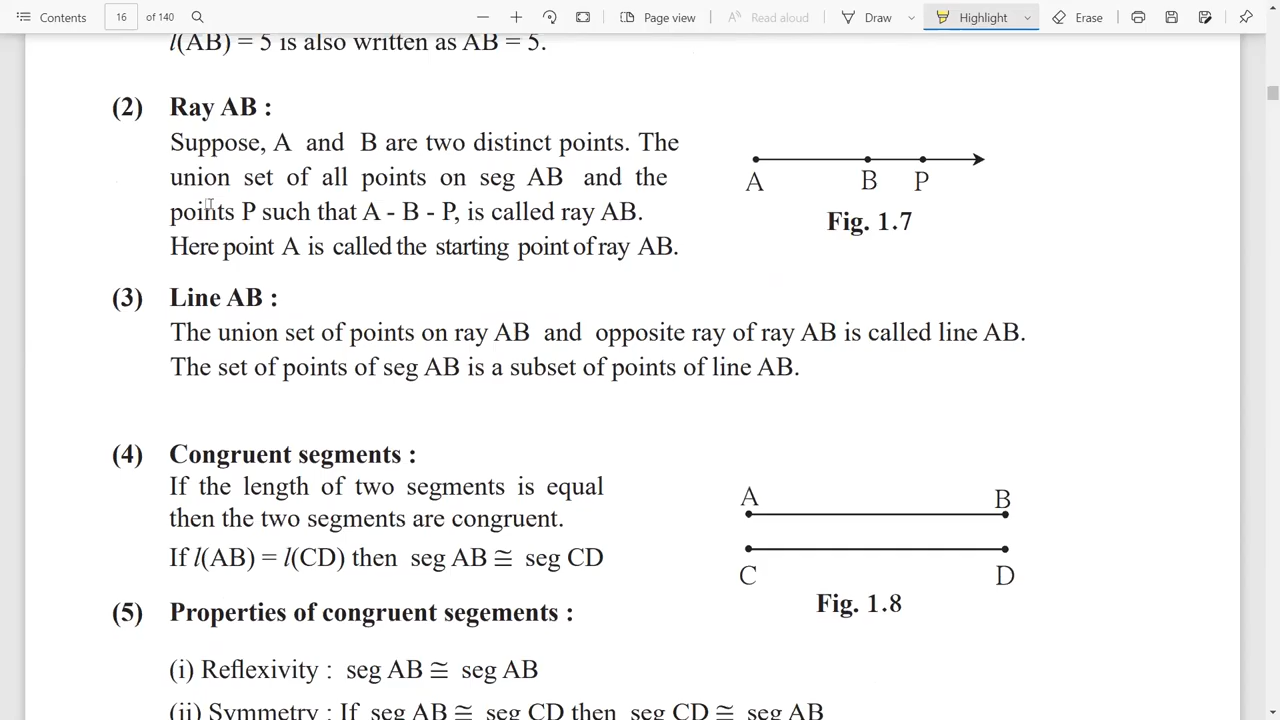 Contents
16 of 140
Page view
Read aloud
Draw
Highlight
Erase
l(AB) = 5 is also written as AB = 5.
(2) Ray AB :
Suppose, A and B are two distinct points. The
union set of all points on seg AB and the
points P such that A - B - P, is called ray AB.
Here point A is called the starting point of ray AB.
A B P
Fig. 1.7
(3) Line AB :
The union set of points on ray AB and opposite ray of ray AB is called line AB.
The set of points of seg AB is a subset of points of line AB.
(4) Congruent segments :
If the length of two segments is equal
then the two segments are congruent.
If l(AB) = l(CD) then seg AB ≅ seg CD
A B
C D
Fig. 1.8
(5) Properties of congruent segements :
(i) Reflexivity : seg AB ≅ seg AB
(ii) Symmetry : If seg AB ≅ seg CD then seg CD ≅ seg AB